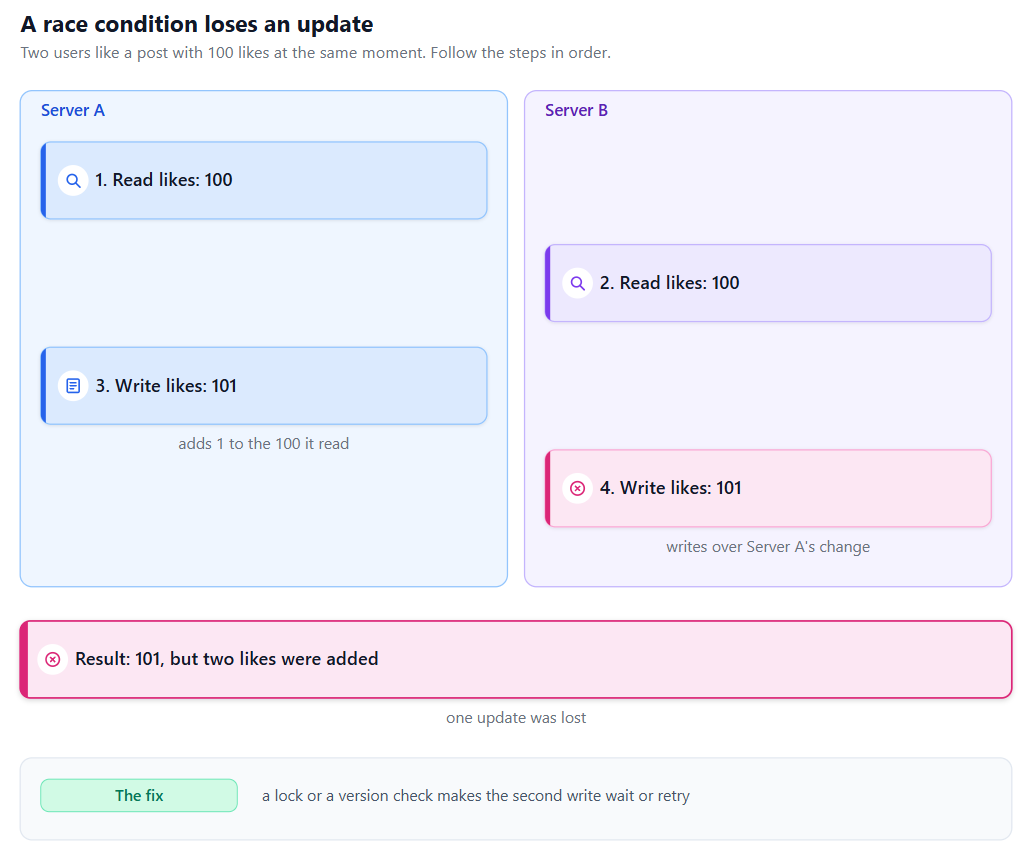 A race condition loses an update
Two users like a post with 100 likes at the same moment. Follow the steps in order.
Server A
Server B
1. Read likes: 100
2. Read likes: 100
3. Write likes: 101
adds 1 to the 100 it read
4. Write likes: 101
writes over Server A's change
Result: 101, but two likes were added
one update was lost
The fix
a lock or a version check makes the second write wait or retry